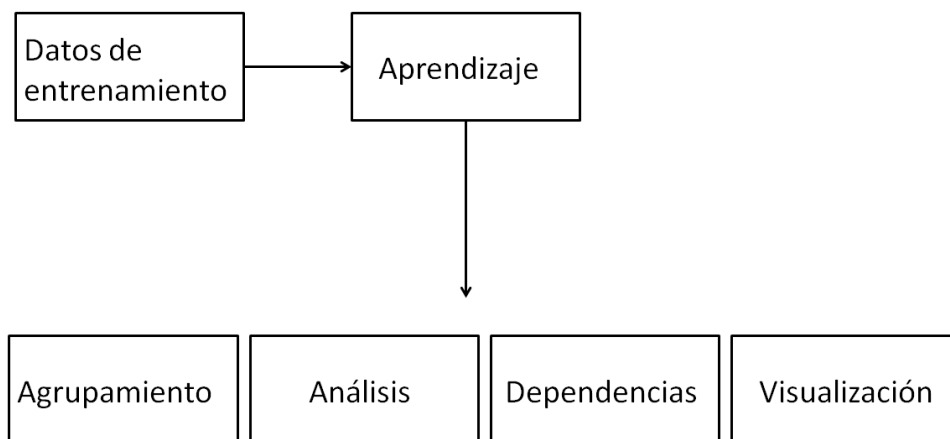 Datos de
entrenamiento
Aprendizaje
Agrupamiento
Análisis
Dependencias
Visualización